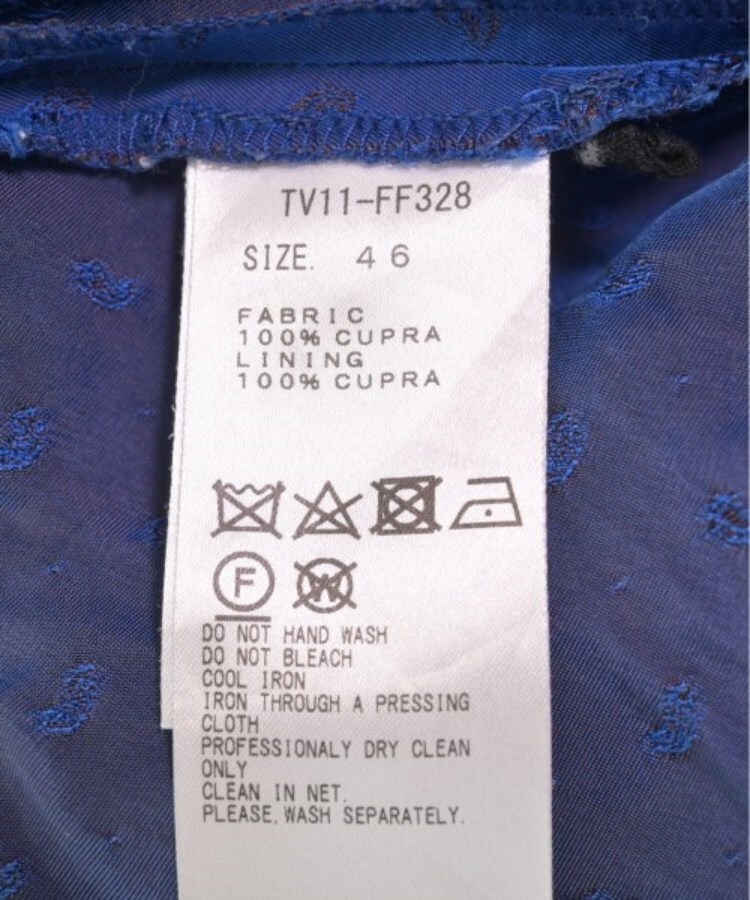 TV11-FF328
SIZE. 46
FABRIC
100% CUPRA
LINING
100% CUPRA
F W
DO NOT HAND WASH
DO NOT BLEACH
COOL IRON
IRON THROUGH A PRESSING
CLOTH
PROFESSIONALY DRY CLEAN
ONLY
CLEAN IN NET.
PLEASE.WASH SEPARATELY.